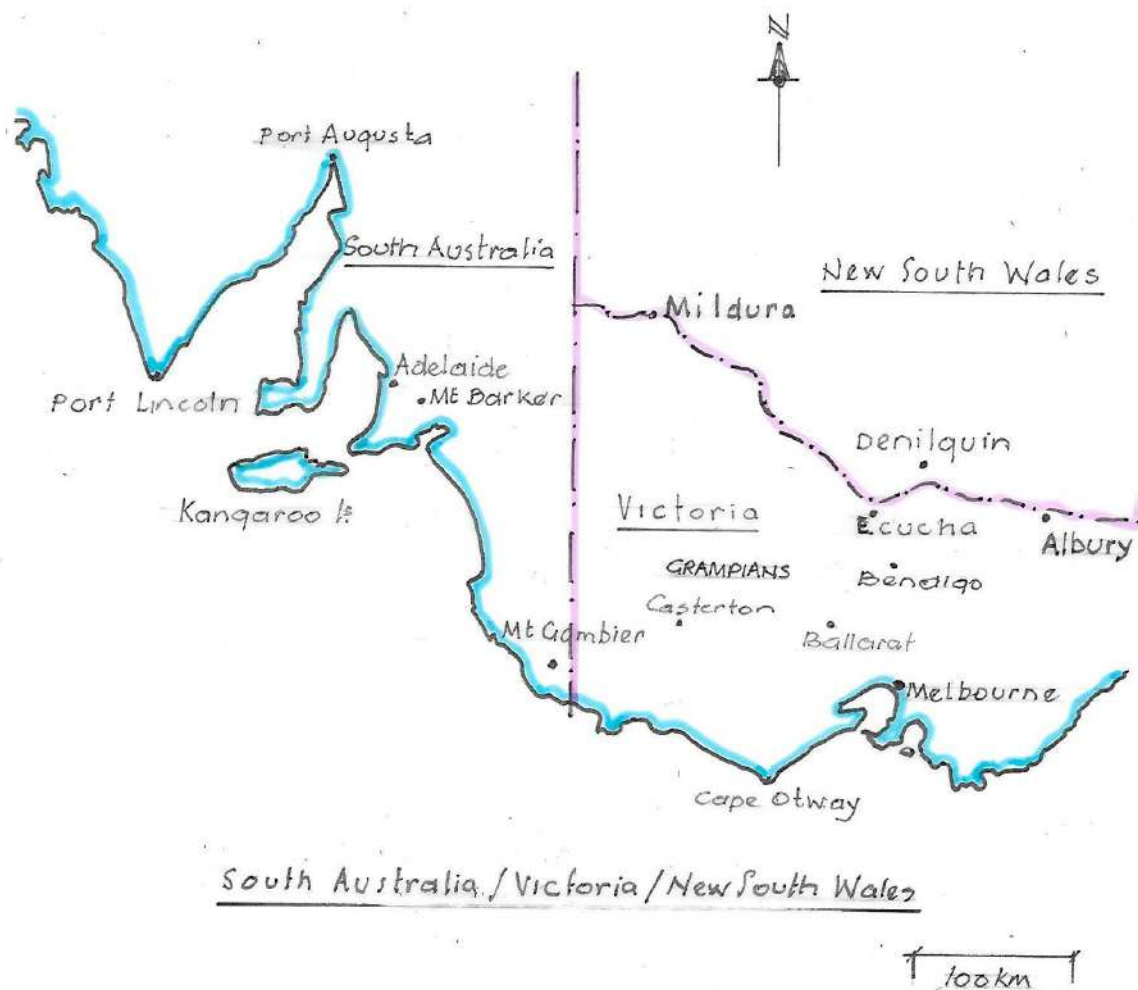 N
Port Augusta
South Australia
New South Wales
Mildura
Adelaide
Mt Barker
Port Lincoln
Denilquin
Kangaroo Is
Victoria
Ecucha
Albury
GRAMPIANS
Bendigo
Casterton
Ballarat
Mt Gambier
Melbourne
Cape Otway
South Australia/Victoria/New South Wales
100km